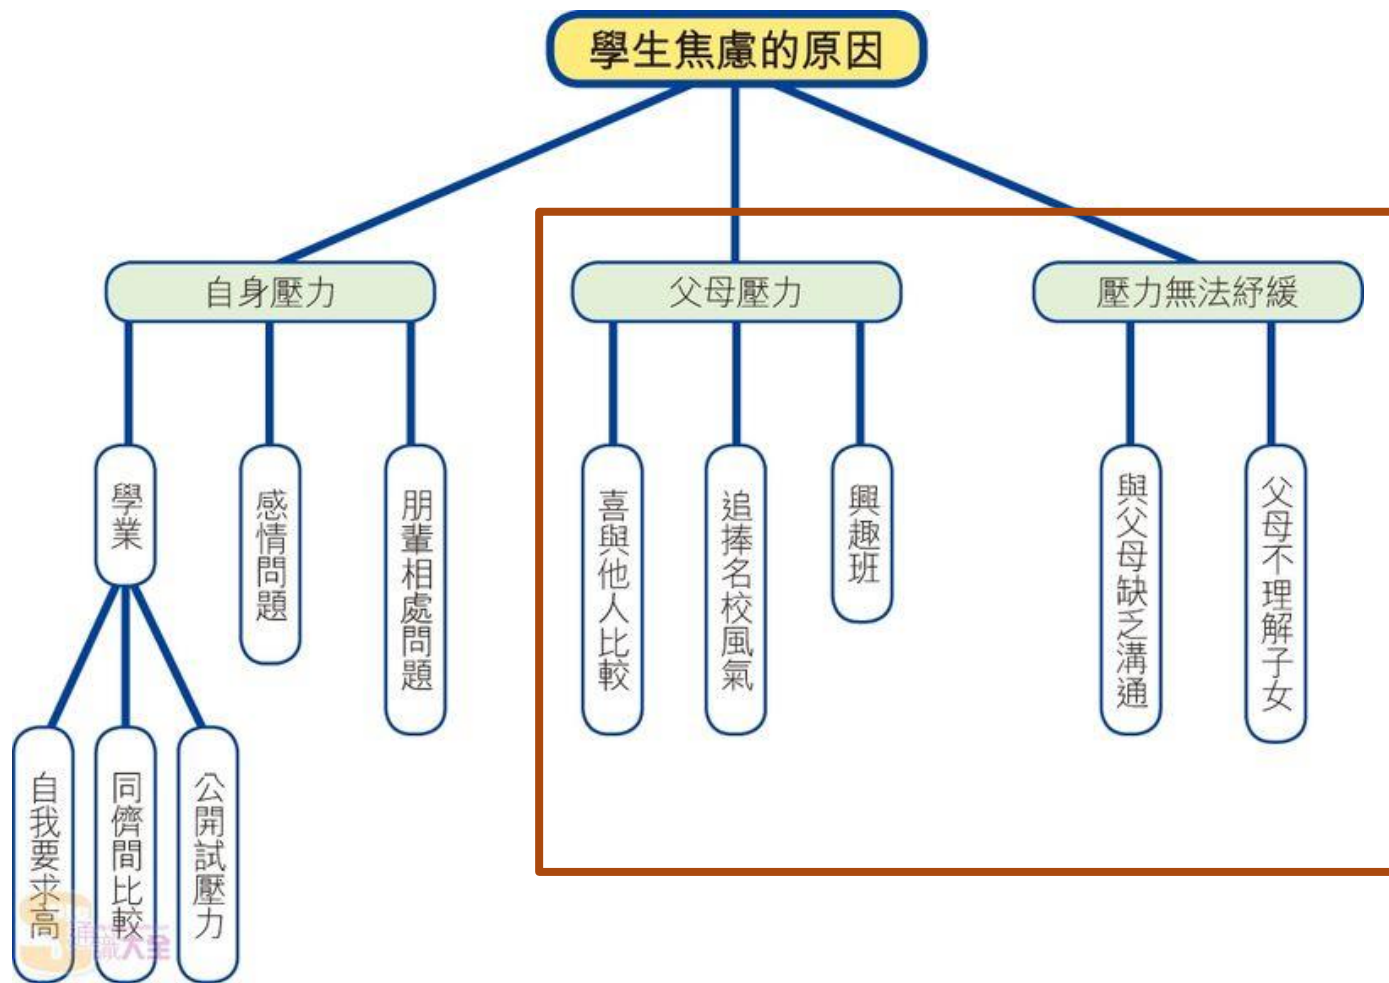 學生焦慮的原因
自身壓力
父母壓力
壓力無法紓緩
學業
感情問題
朋輩相處問題
喜與他人比較
追捧名校風氣
興趣班
與父母缺乏溝通
父母不理解子女
自我要求高
同儕間比較
公開試壓力
通識大全